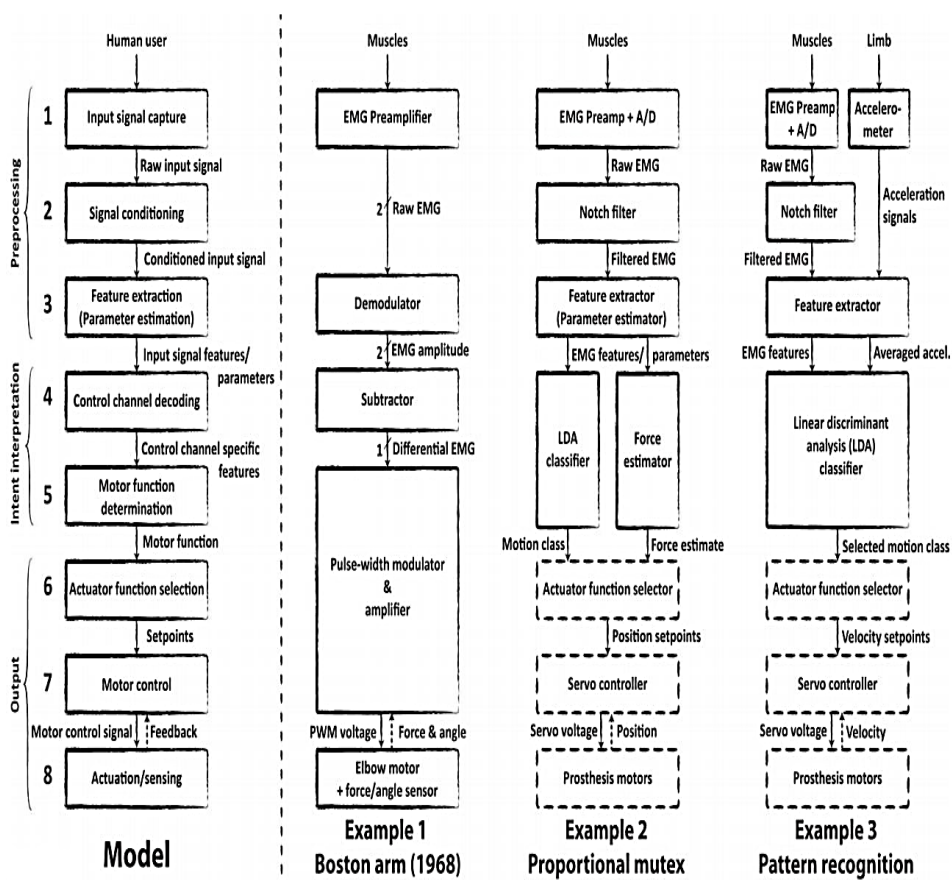 Human user
Input signal capture
Raw input signal
Signal conditioning
Conditioned input signal
Feature extraction
(Parameter estimation)
Input signal features/
parameters
Control channel decoding
Control channel specific
features
Motor function
determination
Motor function
Actuator function selection
Setpoints
Motor control
Motor control signal
Feedback
Actuation/sensing
Model
Preprocessing
1
2
3
Intent interpretation
4
5
Output
6
7
8
Muscles
EMG Preamplifier
2
Raw EMG
Demodulator
2
EMG amplitude
Subtractor
1
Differential EMG
Pulse-width modulator
&
amplifier
PWM voltage
Force & angle
Elbow motor
+ force/angle sensor
Example 1
Boston arm (1968)
Muscles
EMG Preamp + A/D
Raw EMG
Notch filter
Filtered EMG
Feature extractor
(Parameter estimator)
EMG features/
parameters
LDA
classifier
Force
estimator
Motion class
Force estimate
Actuator function selector
Position setpoints
Servo controller
Servo voltage
Position
Prosthesis motors
Example 2
Proportional mutex
Muscles
Limb
EMG Preamp
+ A/D
Accelero-
meter
Raw EMG
Notch filter
Acceleration
signals
Filtered EMG
Feature extractor
EMG features
Averaged accel.
Linear discriminant
analysis (LDA)
classifier
Selected motion class
Actuator function selector
Velocity setpoints
Servo controller
Servo voltage
Velocity
Prosthesis motors
Example 3
Pattern recognition